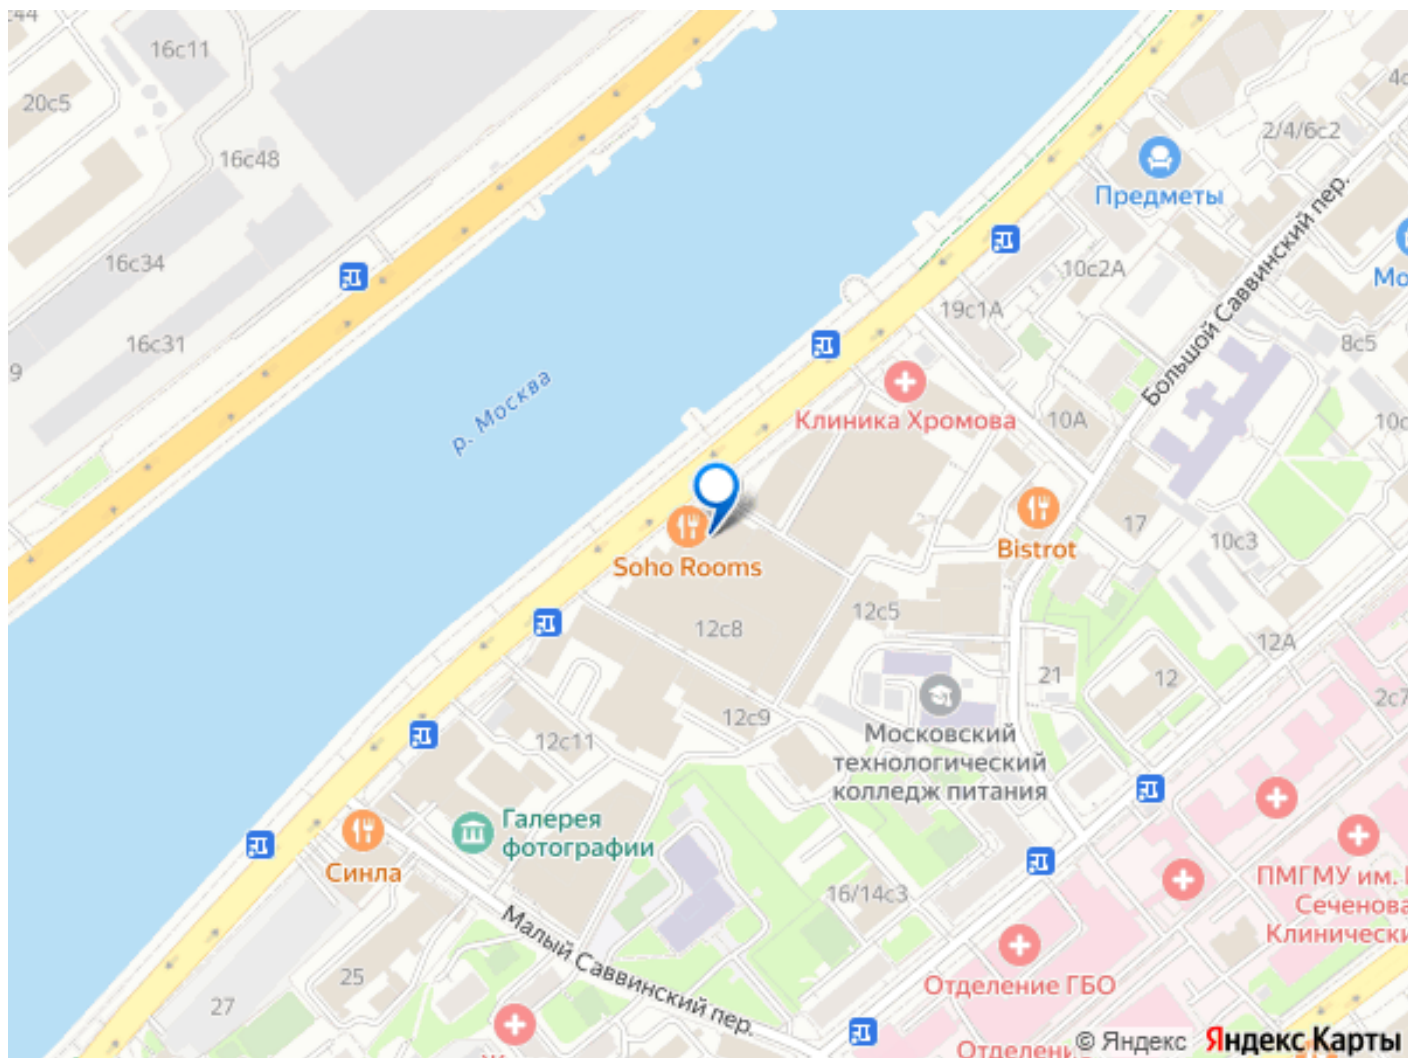 16с11
20с5
16с48
16с34
16с31
р. Москва
2/4/6с2
Предметы
Большой Саввинский пер.
10с2А
19с1А
8с5
Клиника Хромова
10А
Soho Rooms
Bistrot
17
10с3
12с8
12с5
12А
21
12
2с7
12с9
12с11
Московский
технологический
колледж питания
Галерея
фотографии
Синла
16/14с3
ПМГМУ им.
Сеченова
Клинический
Малый Саввинский пер.
25
27
Отделение ГБО
© Яндекс Яндекс Карты